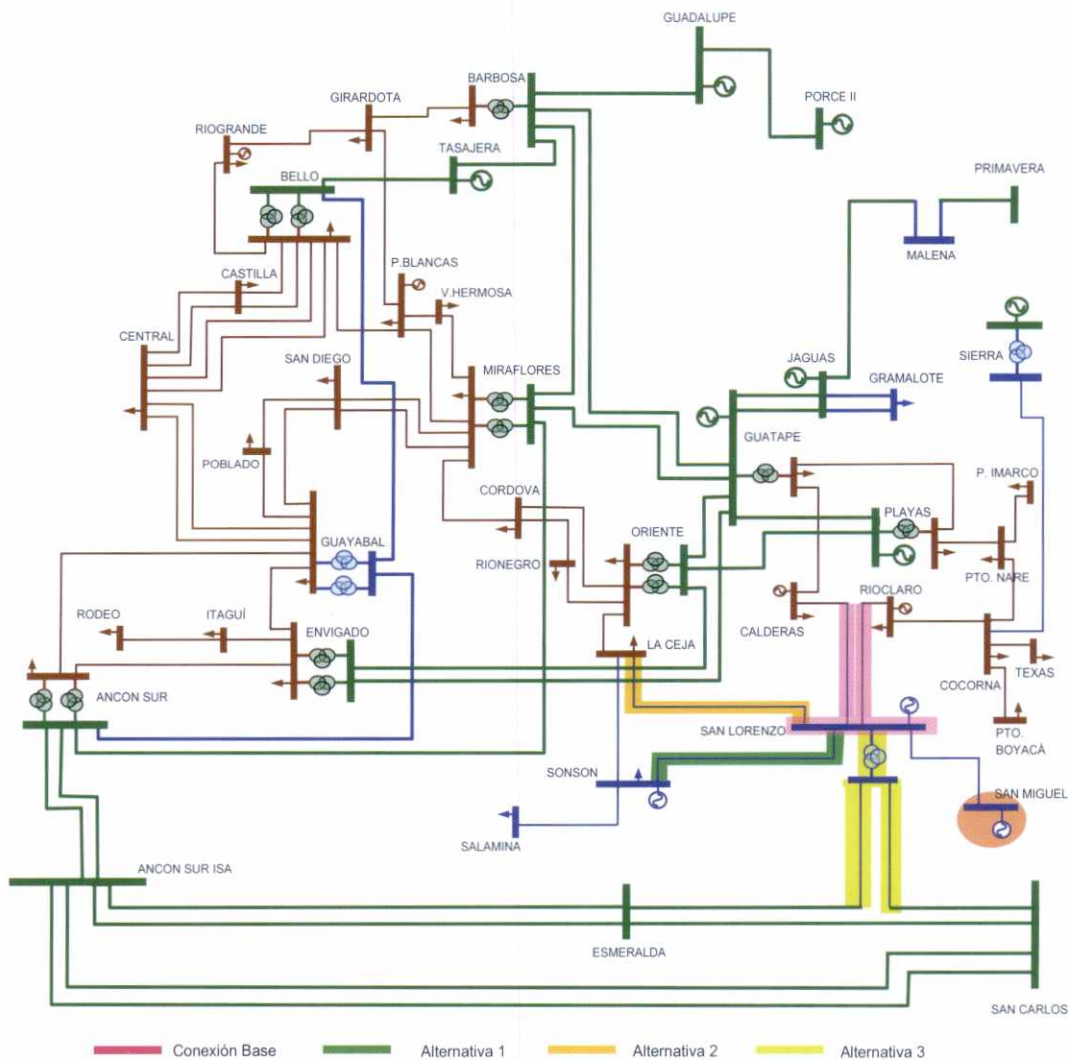 GUADALUPE
BARBOSA
GIRARDOTA
PORCE II
RIOGRANDE
TASAJERA
BELLO
PRIMAVERA
MALENA
P.BLANCAS
CASTILLA
V.HERMOSA
CENTRAL
SAN DIEGO
MIRAFLORES
JAGUAS
SIERRA
GRAMALOTE
GUATAPE
POBLADO
P. IMARCO
CORDOVA
PLAYAS
ORIENTE
GUAYABAL
RIONEGRO
PTO. NARE
RIOCLARO
RODEO
ITAGUÍ
ENVIGADO
CALDERAS
LA CEJA
TEXAS
COCORNA
ANCON SUR
SAN LORENZO
PTO.
BOYACÁ
SONSON
SAN MIGUEL
SALAMINA
ANCON SUR ISA
ESMERALDA
SAN CARLOS
Conexión Base
Alternativa 1
Alternativa 2
Alternativa 3